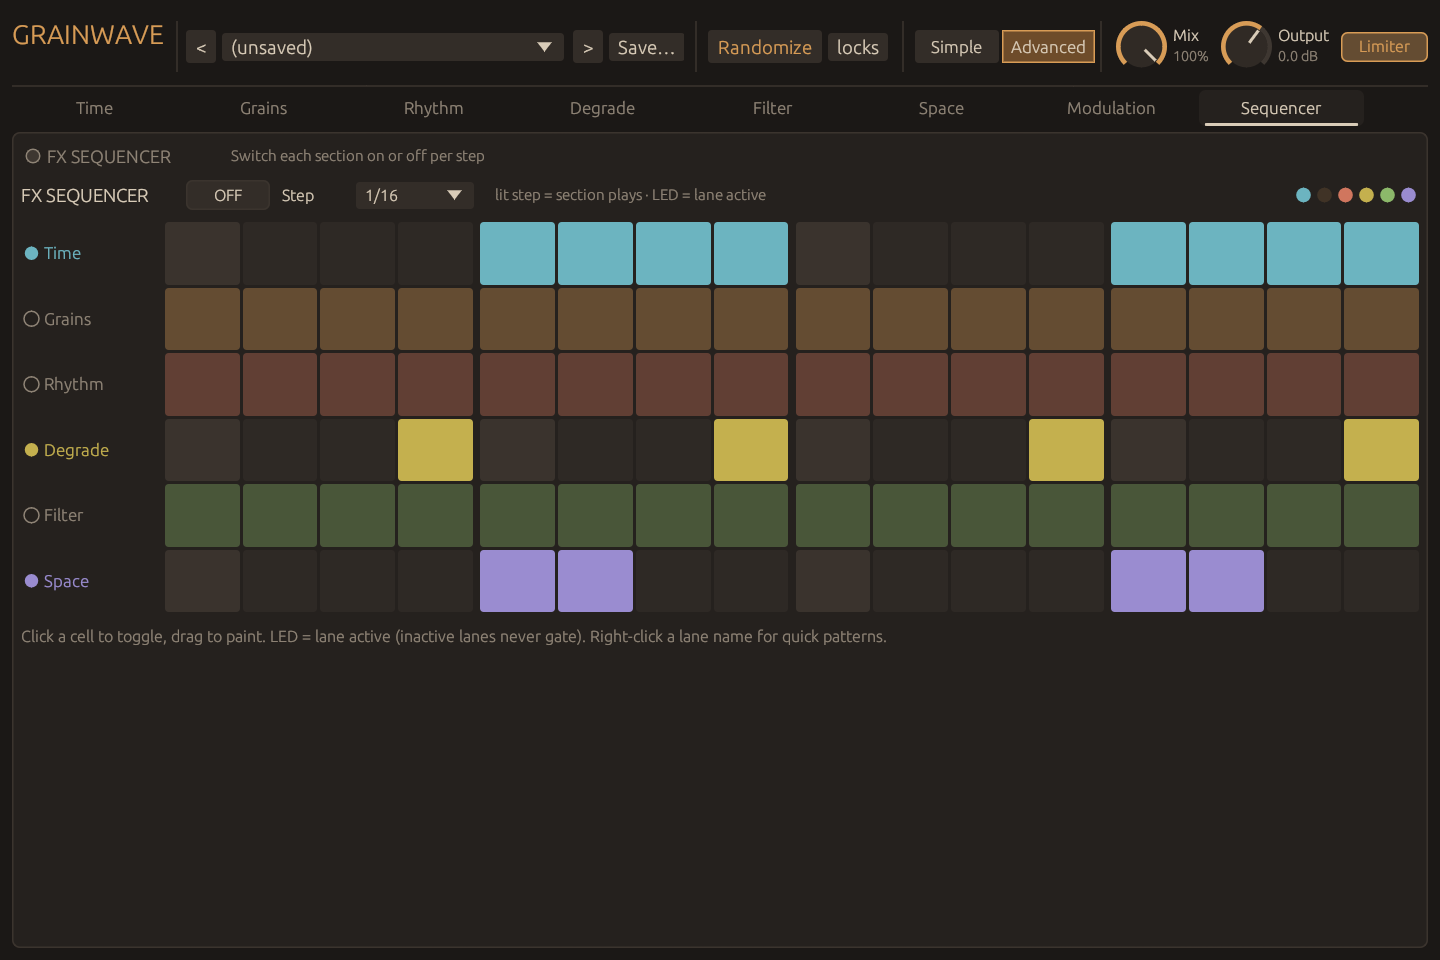 GRAINWAVE
< (unsaved) > Save... Randomize locks Simple Advanced Mix 100% Output 0.0 dB Limiter
Time Grains Rhythm Degrade Filter Space Modulation Sequencer
FX SEQUENCER Switch each section on or off per step
FX SEQUENCER OFF Step 1/16 lit step = section plays · LED = lane active
Time
Grains
Rhythm
Degrade
Filter
Space
Click a cell to toggle, drag to paint. LED = lane active (inactive lanes never gate). Right-click a lane name for quick patterns.